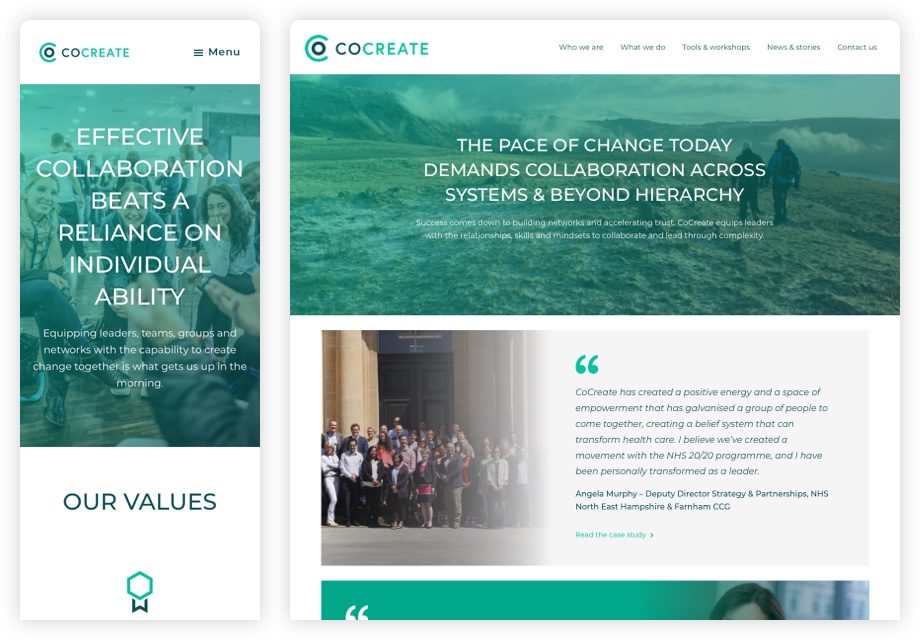 COCREATE
Menu
EFFECTIVE
COLLABORATION
BEATS A
RELIANCE ON
INDIVIDUAL
ABILITY
Equipping leaders, teams, groups and
networks with the capability to create
change together is what gets us up in the
morning.
OUR VALUES
COCREATE
Who we are
What we do
Tools & workshops
News & stories
Contact us
THE PACE OF CHANGE TODAY
DEMANDS COLLABORATION ACROSS
SYSTEMS & BEYOND HIERARCHY
Success comes down to building networks and accelerating trust. CoCreate equips leaders
with the relationships, skills and mindsets to collaborate and lead through complexity.
“
CoCreate has created a positive energy and a space of
empowerment that has galvanised a group of people to
come together, creating a belief system that can
transform health care. I believe we’ve created a
movement with the NHS 20/20 programme, and I have
been personally transformed as a leader.
Angela Murphy – Deputy Director Strategy & Partnerships, NHS
North East Hampshire & Farnham CCG
Read the case study
“